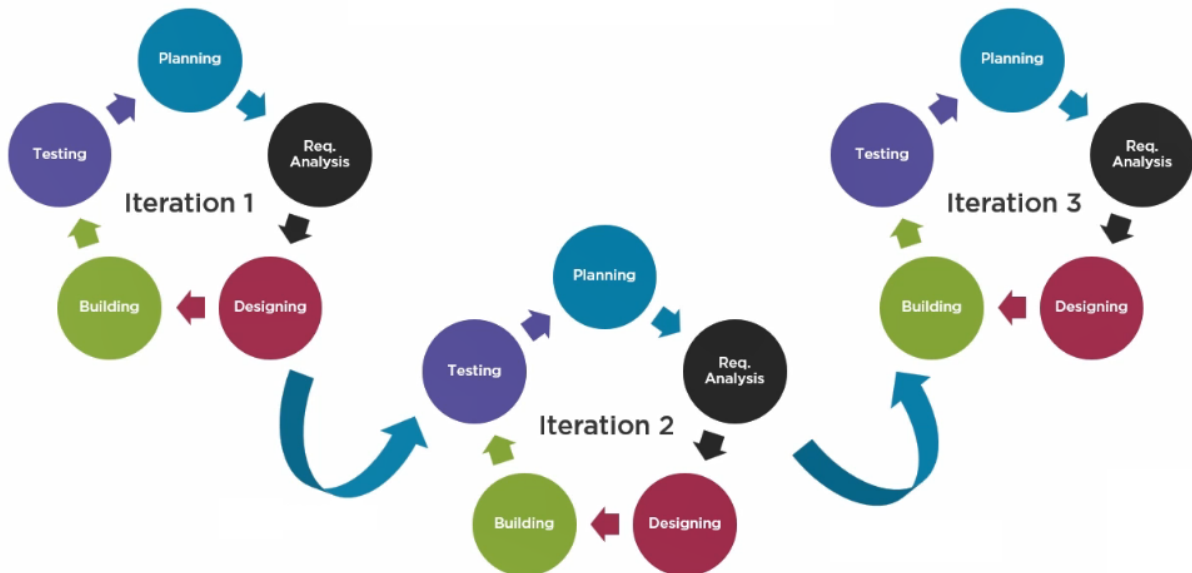 Planning
Testing
Req.
Analysis
Iteration 1
Building
Designing
Planning
Testing
Req.
Analysis
Iteration 2
Building
Designing
Planning
Testing
Req.
Analysis
Iteration 3
Building
Designing